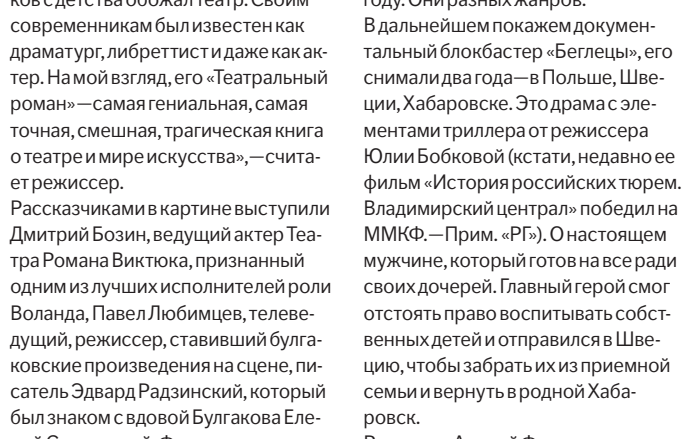 ков с детства обожал театр. Своим
современникам был известен как
драматург, либреттист и даже как ак-
тер. На мой взгляд, его «Театральный
роман» — самая гениальная, самая
точная, смешная, трагическая книга
о театре и мире искусства», — счита-
ет режиссер.
Рассказчиками в картине выступили
Дмитрий Бозин, ведущий актер Теа-
тра Романа Виктюка, признанный
одним из лучших исполнителей роли
Воланда, Павел Любимцев, телеве-
дущий, режиссер, ставивший булга-
ковские произведения на сцене, пи-
сатель Эдвард Радзинский, который
был знаком с вдовой Булгакова Еле-
году. Они разных жанров.
В дальнейшем покажем докумен-
тальный блокбастер «Беглецы», его
снимали два года — в Польше, Шве-
ции, Хабаровске. Это драма с эле-
ментами триллера от режиссера
Юлии Бобковой (кстати, недавно ее
фильм «История российских тюрем.
Владимирский централ» победил на
ММКФ. — Прим. «РГ»). О настоящем
мужчине, который готов на все ради
своих дочерей. Главный герой смог
отстоять право воспитывать собст-
венных детей и отправился в Шве-
цию, чтобы забрать их из приемной
семьи и вернуть в родной Хаба-
ровск.